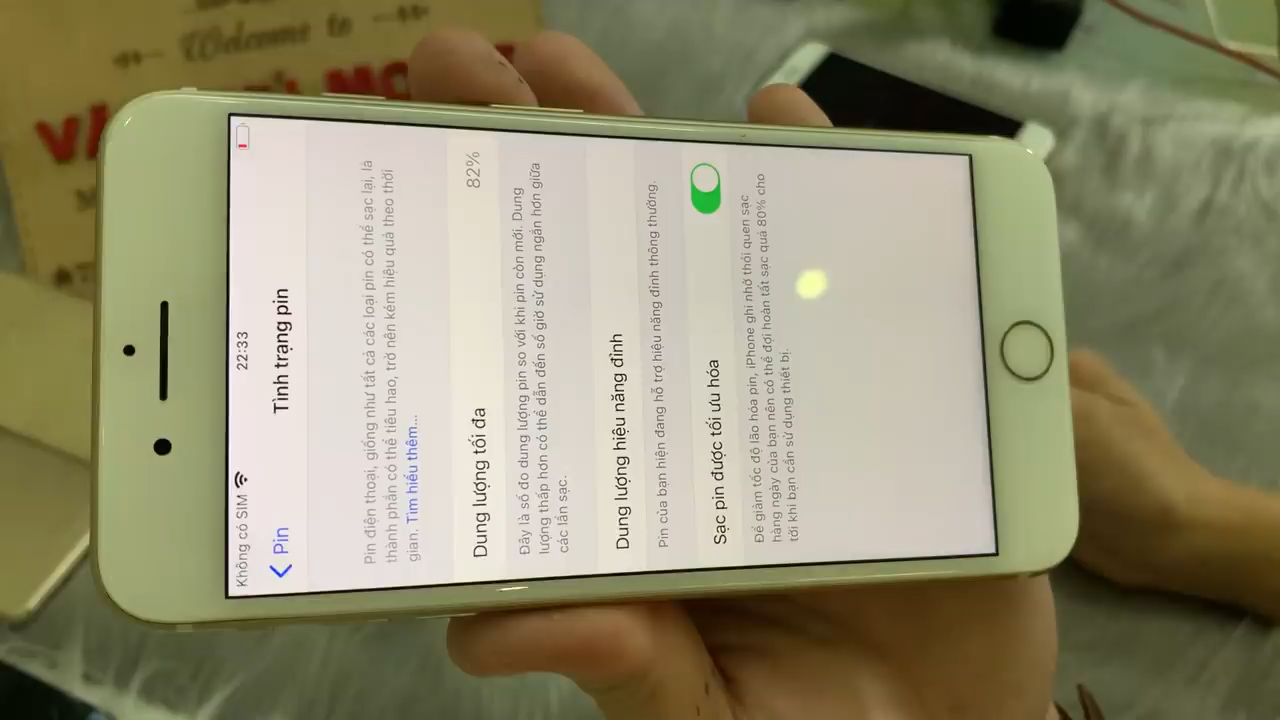 Welcome to
Không có SIM 22:33
Pin
Tình trạng pin
Pin điện thoại, giống như tất cả các loại pin có thể sạc lại, là
thành phần có thể tiêu hao, trở nên kém hiệu quả theo thời
gian. Tìm hiểu thêm...
Dung lượng tối đa 82%
Đây là số đo dung lượng pin so với khi pin còn mới. Dung
lượng thấp hơn có thể dẫn đến số giờ sử dụng ngắn hơn giữa
các lần sạc.
Dung lượng hiệu năng đỉnh
Pin của bạn hiện đang hỗ trợ hiệu năng đỉnh thông thường.
Sạc pin được tối ưu hóa
Để giảm tốc độ lão hóa pin, iPhone ghi nhớ thói quen sạc
hàng ngày của bạn nên có thể đợi hoàn tất sạc quá 80% cho
tới khi bạn cần sử dụng thiết bị.